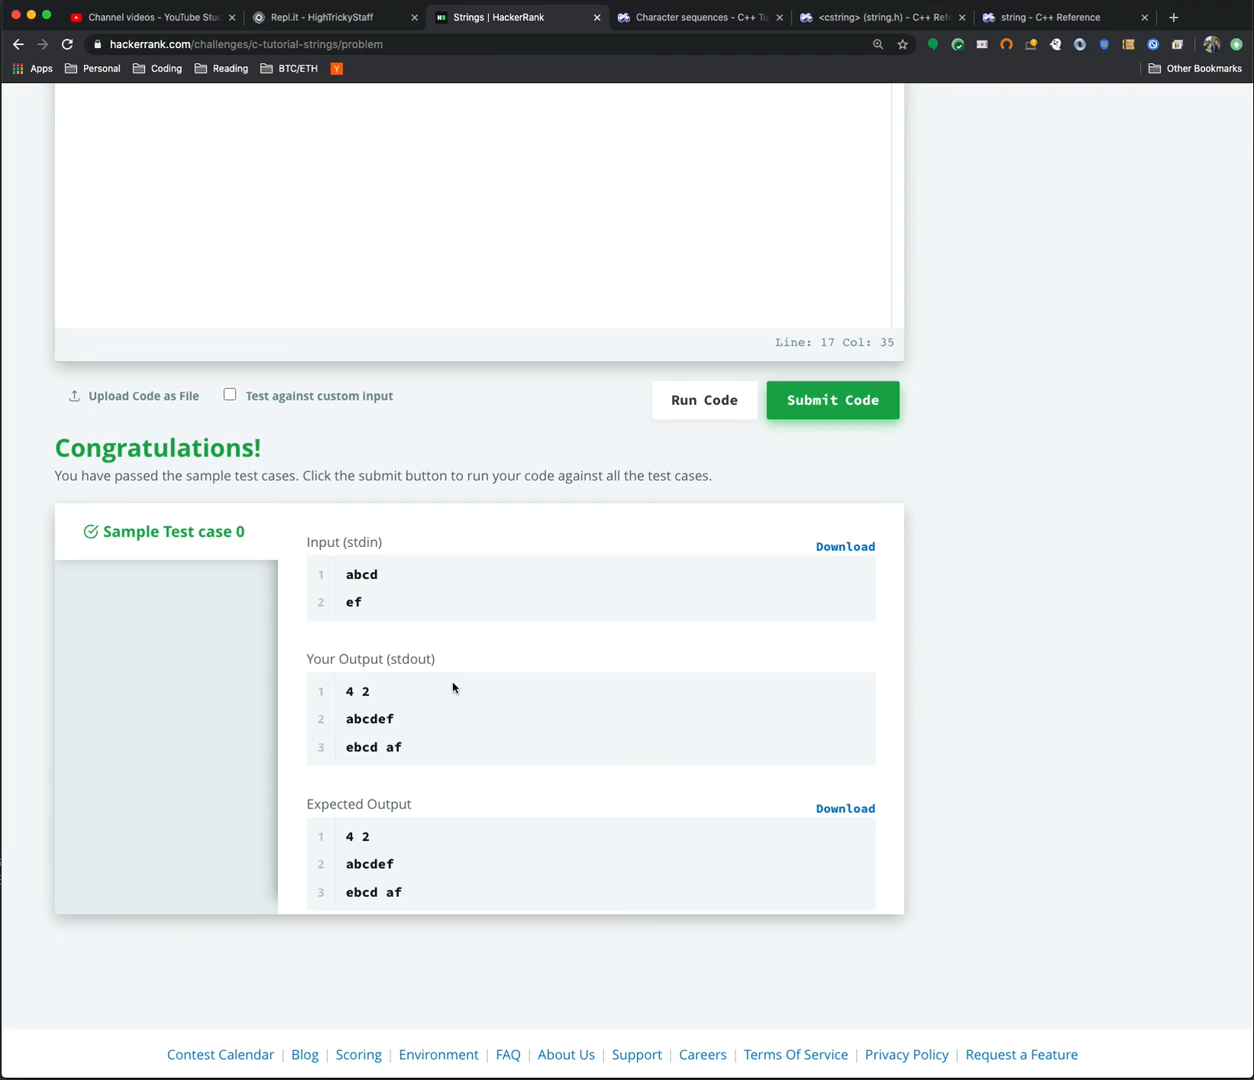 Channel videos - YouTube Stu
Repl.it - HighTrickyStaff
Strings | HackerRank
Character sequences - C++ Tu
<cstring> (string.h) - C++ Refe
string - C++ Reference
hackerrank.com/challenges/c-tutorial-strings/problem
Apps
Personal
Coding
Reading
BTC/ETH
Y
Other Bookmarks
Line: 17 Col: 35
Upload Code as File
Test against custom input
Run Code
Submit Code
Congratulations!
You have passed the sample test cases. Click the submit button to run your code against all the test cases.
Sample Test case 0
Input (stdin)
Download
1 abcd
2 ef
Your Output (stdout)
1 4 2
2 abcdef
3 ebcd af
Expected Output
Download
1 4 2
2 abcdef
3 ebcd af
Contest Calendar | Blog | Scoring | Environment | FAQ | About Us | Support | Careers | Terms Of Service | Privacy Policy | Request a Feature